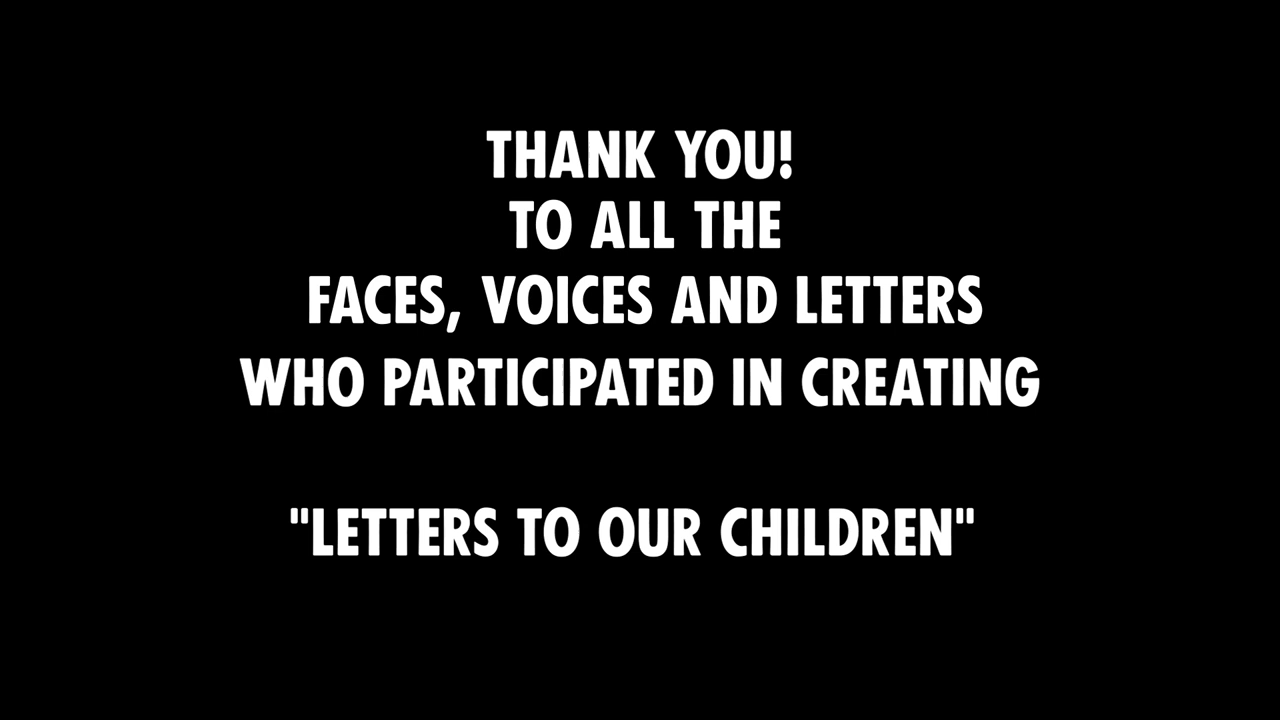 THANK YOU!
TO ALL THE
FACES, VOICES AND LETTERS
WHO PARTICIPATED IN CREATING
"LETTERS TO OUR CHILDREN"